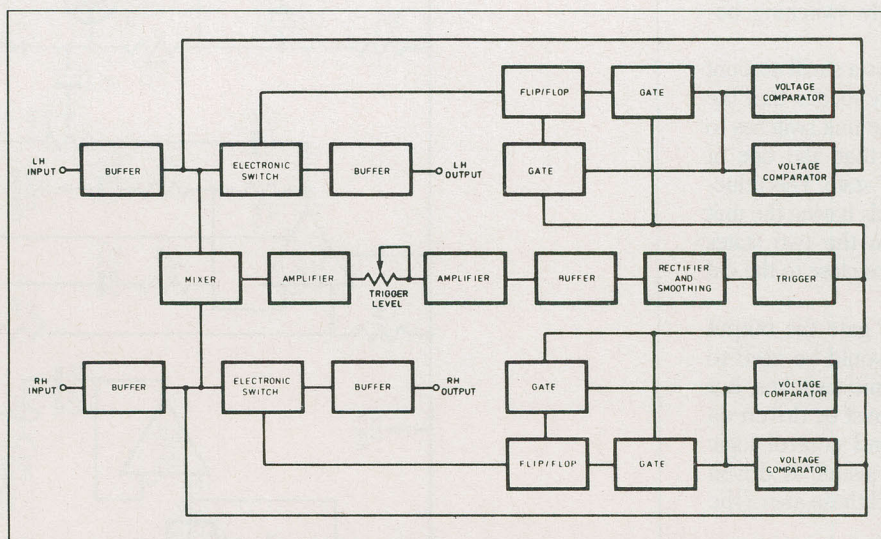 FLIP/FLOP
GATE
VOLTAGE
COMPARATOR
LH
INPUT
BUFFER
ELECTRONIC
SWITCH
BUFFER
LH
OUTPUT
GATE
VOLTAGE
COMPARATOR
MIXER
AMPLIFIER
TRIGGER
LEVEL
AMPLIFIER
BUFFER
RECTIFIER
AND
SMOOTHING
TRIGGER
RH
INPUT
BUFFER
ELECTRONIC
SWITCH
BUFFER
RH
OUTPUT
GATE
VOLTAGE
COMPARATOR
FLIP/FLOP
GATE
VOLTAGE
COMPARATOR